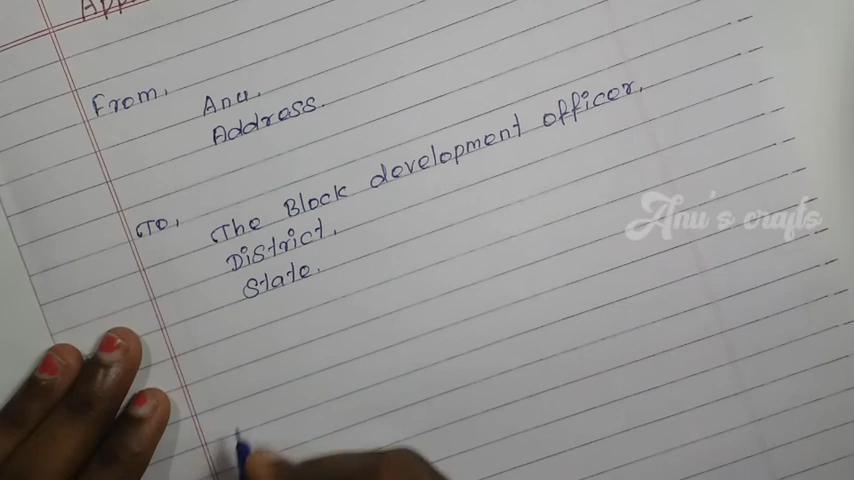 From,
Anu.
Address.
To,
The Block development officer,
District,
State.
Anu's crafts